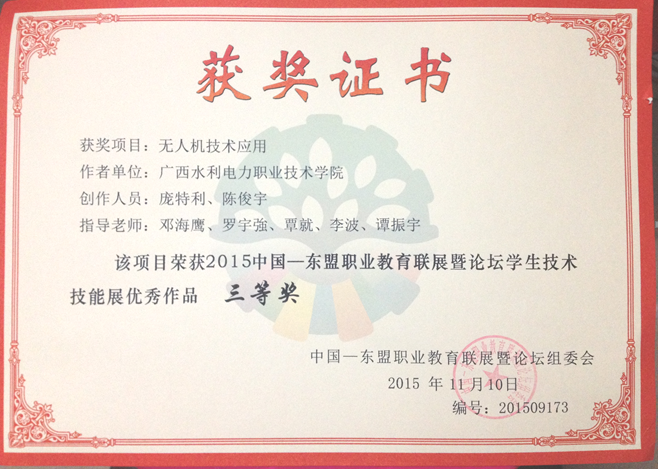 获奖证书
获奖项目：无人机技术应用
作者单位：广西水利电力职业技术学院
创作人员：庞特利、陈俊宇
指导老师：邓海鹰、罗宇強、覃就、李波、谭振宇
该项目荣获2015中国—东盟职业教育联展暨论坛学生技术
技能展优秀作品 三等奖
中国—东盟职业教育联展暨论坛组委会
2015 年 11 月10日
编号：201509173